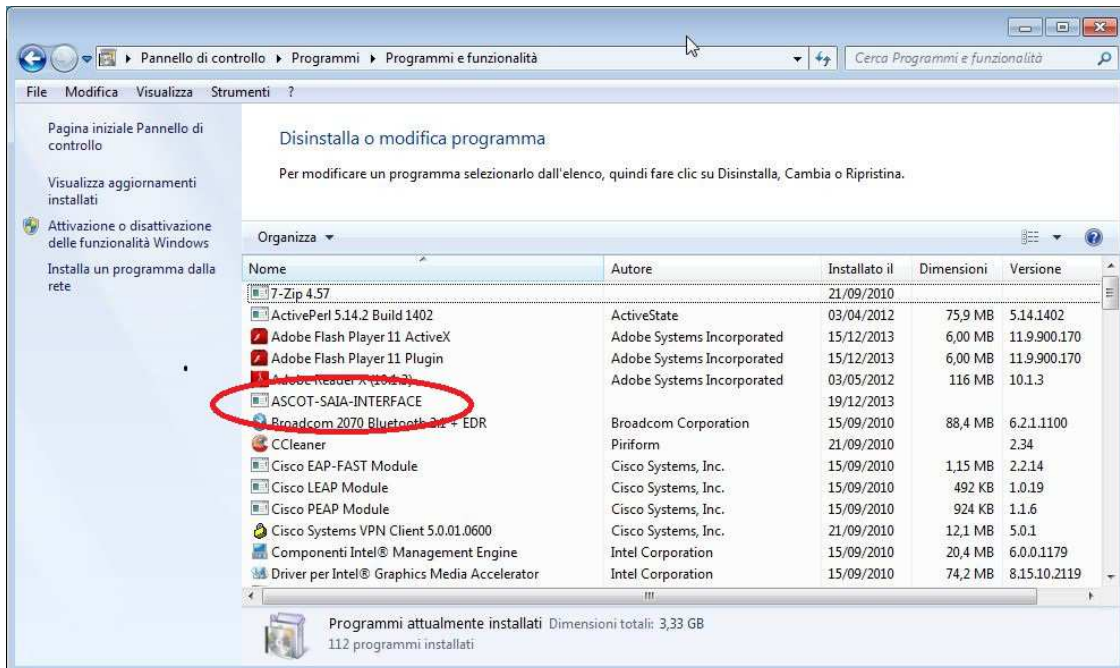 Pannello di controllo ▸ Programmi ▸ Programmi e funzionalità
Cerca Programmi e funzionalità
File Modifica Visualizza Strumenti ?
Pagina iniziale Pannello di
controllo
Visualizza aggiornamenti
installati
Attivazione o disattivazione
delle funzionalità Windows
Installa un programma dalla
rete
Disinstalla o modifica programma
Per modificare un programma selezionarlo dall'elenco, quindi fare clic su Disinstalla, Cambia o Ripristina.
Organizza
Nome Autore Installato il Dimensioni Versione
7-Zip 4.57 21/09/2010
ActivePerl 5.14.2 Build 1402 ActiveState 03/04/2012 75,9 MB 5.14.1402
Adobe Flash Player 11 ActiveX Adobe Systems Incorporated 15/12/2013 6,00 MB 11.9.900.170
Adobe Flash Player 11 Plugin Adobe Systems Incorporated 15/12/2013 6,00 MB 11.9.900.170
Adobe Reader X (10.1.3) Adobe Systems Incorporated 03/05/2012 116 MB 10.1.3
ASCOT-SAIA-INTERFACE 19/12/2013
Broadcom 2070 Bluetooth 2.1 + EDR Broadcom Corporation 15/09/2010 88,4 MB 6.2.1.1100
CCleaner Piriform 21/09/2010 2.34
Cisco EAP-FAST Module Cisco Systems, Inc. 15/09/2010 1,15 MB 2.2.14
Cisco LEAP Module Cisco Systems, Inc. 15/09/2010 492 KB 1.0.19
Cisco PEAP Module Cisco Systems, Inc. 15/09/2010 924 KB 1.1.6
Cisco Systems VPN Client 5.0.01.0600 Cisco Systems, Inc. 21/09/2010 12,1 MB 5.0.1
Componenti Intel® Management Engine Intel Corporation 15/09/2010 20,4 MB 6.0.0.1179
Driver per Intel® Graphics Media Accelerator Intel Corporation 15/09/2010 74,2 MB 8.15.10.2119
Programmi attualmente installati Dimensioni totali: 3,33 GB
112 programmi installati